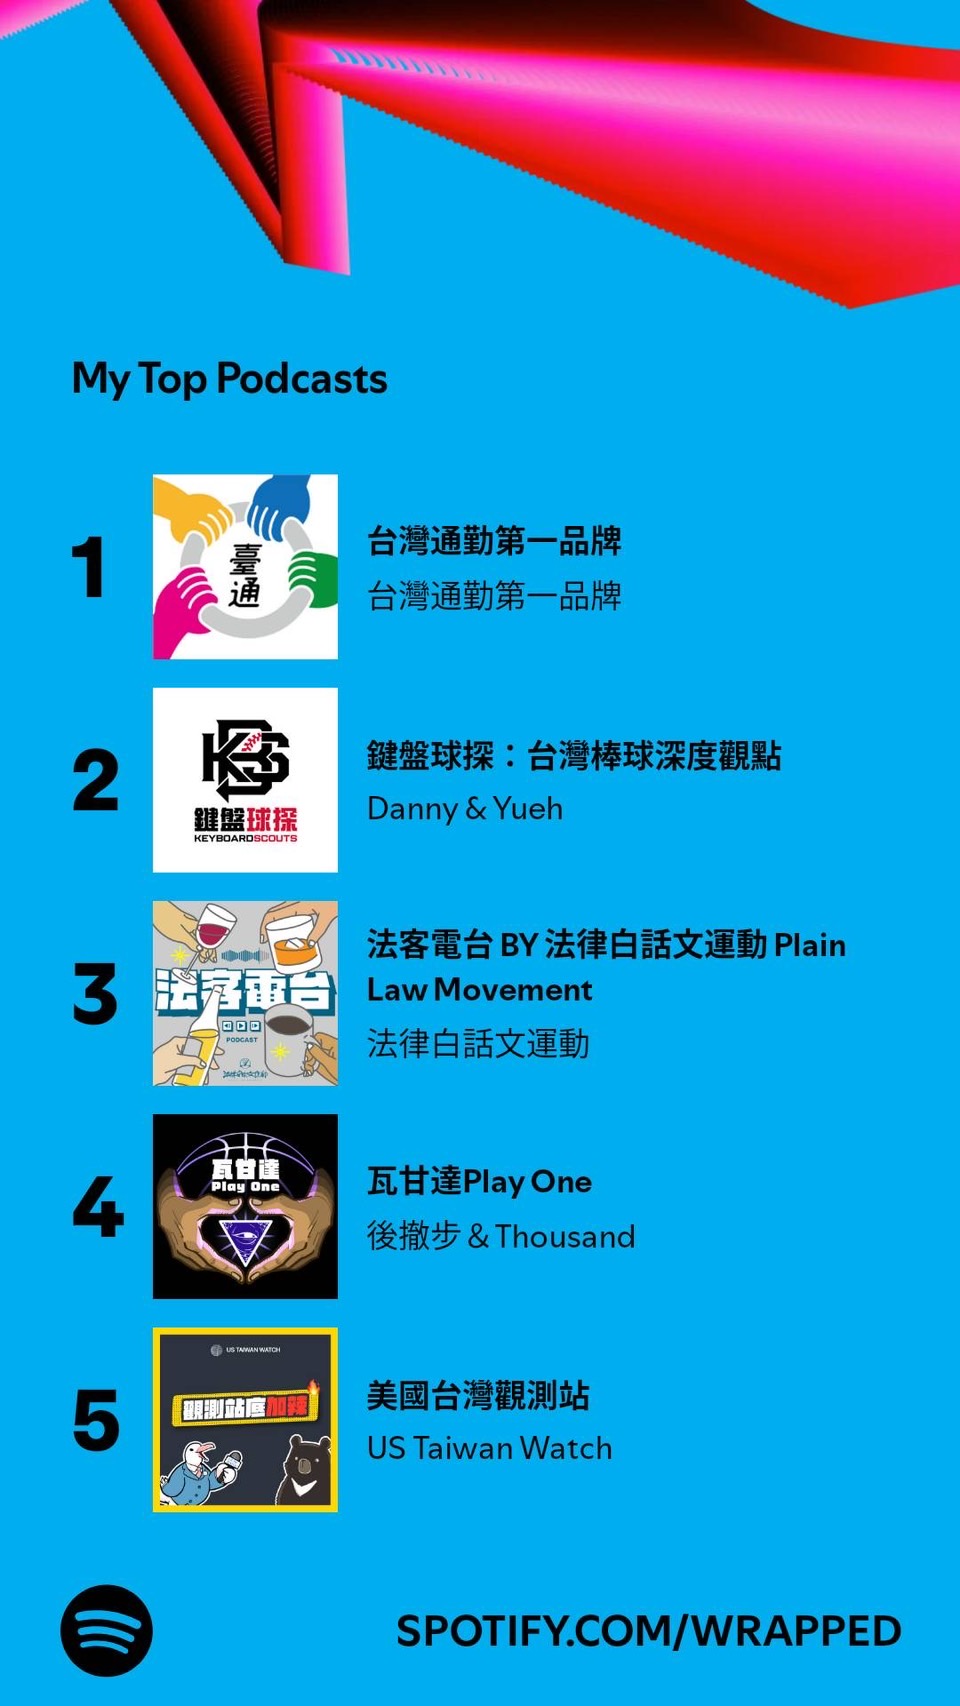 My Top Podcasts
1
臺
通
台灣通勤第一品牌
台灣通勤第一品牌
2
KBS
鍵盤球探
KEYBOARDSCOUTS
鍵盤球探：台灣棒球深度觀點
Danny & Yueh
3
法客電台
PODCAST
法客電台 BY 法律白話文運動 Plain
Law Movement
法律白話文運動
4
瓦甘達
Play One
瓦甘達Play One
後撤步 & Thousand
5
US TAIWAN WATCH
觀測站底加辣
美國台灣觀測站
US Taiwan Watch
SPOTIFY.COM/WRAPPED